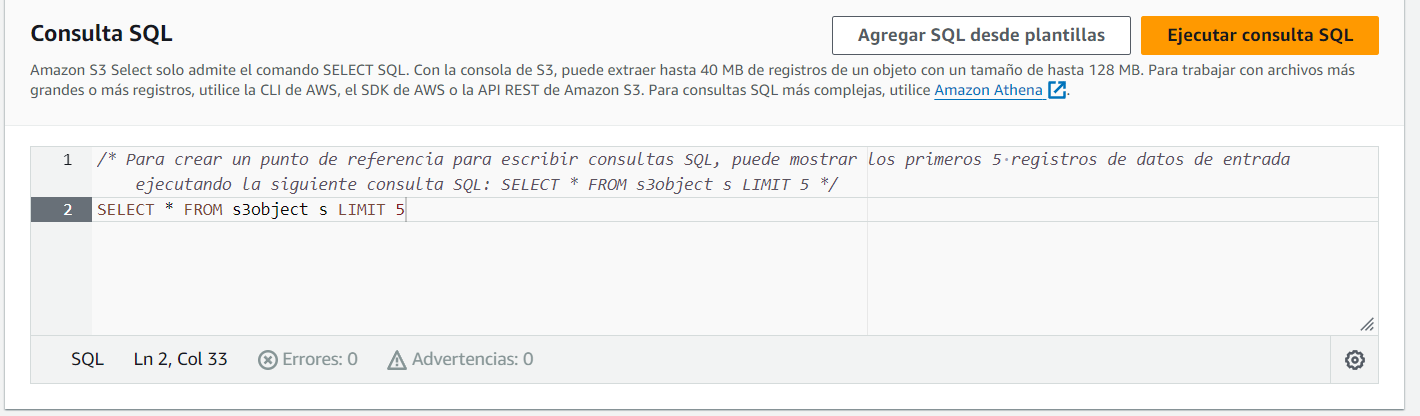 Consulta SQL
Agregar SQL desde plantillas
Ejecutar consulta SQL
Amazon S3 Select solo admite el comando SELECT SQL. Con la consola de S3, puede extraer hasta 40 MB de registros de un objeto con un tamaño de hasta 128 MB. Para trabajar con archivos más
grandes o más registros, utilice la CLI de AWS, el SDK de AWS o la API REST de Amazon S3. Para consultas SQL más complejas, utilice Amazon Athena.
1 /* Para crear un punto de referencia para escribir consultas SQL, puede mostrar los primeros 5·registros de datos de entrada
ejecutando la siguiente consulta SQL: SELECT * FROM s3object s LIMIT 5 */
2 SELECT * FROM s3object s LIMIT 5
SQL Ln 2, Col 33 Errores: 0 Advertencias: 0